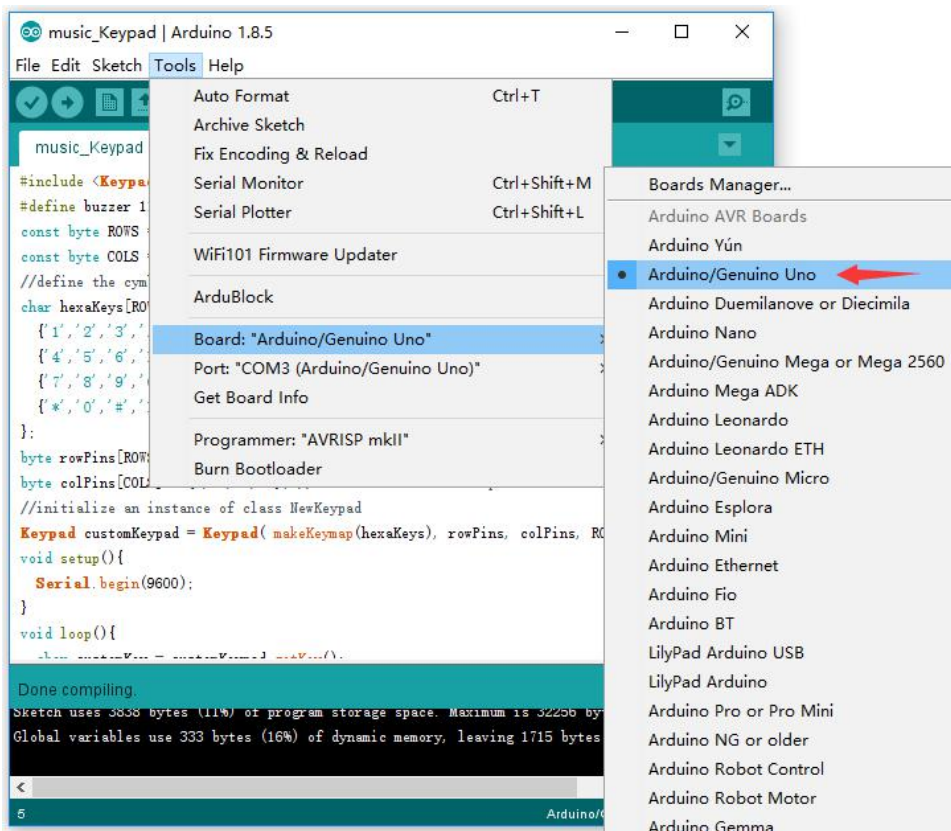 music_Keypad | Arduino 1.8.5
File Edit Sketch Tools Help
music_Keypad
Auto Format Ctrl+T
Archive Sketch
Fix Encoding & Reload
Serial Monitor Ctrl+Shift+M
Serial Plotter Ctrl+Shift+L
WiFi101 Firmware Updater
ArduBlock
Board: "Arduino/Genuino Uno"
Port: "COM3 (Arduino/Genuino Uno)"
Get Board Info
Programmer: "AVRISP mkII"
Burn Bootloader
Boards Manager...
Arduino AVR Boards
Arduino Yún
Arduino/Genuino Uno
Arduino Duemilanove or Diecimila
Arduino Nano
Arduino/Genuino Mega or Mega 2560
Arduino Mega ADK
Arduino Leonardo
Arduino Leonardo ETH
Arduino/Genuino Micro
Arduino Esplora
Arduino Mini
Arduino Ethernet
Arduino Fio
Arduino BT
LilyPad Arduino USB
LilyPad Arduino
Arduino Pro or Pro Mini
Arduino NG or older
Arduino Robot Control
Arduino Robot Motor
Arduino Gemma
#include <Keypa
#define buzzer 1
const byte ROWS
const byte COLS
//define the cym
char hexaKeys[RO
{'1','2','3','
{'4','5','6','
{'7','8','9','
{'*','0','#','
};
byte rowPins[ROW
byte colPins[COL
//initialize an instance of class NewKeypad
Keypad customKeypad = Keypad( makeKeymap(hexaKeys), rowPins, colPins, RO
void setup(){
Serial.begin(9600);
}
void loop(){
Done compiling.
Sketch uses 3838 bytes (11%) of program storage space. Maximum is 32256 by
Global variables use 333 bytes (16%) of dynamic memory, leaving 1715 bytes
5 Arduino/